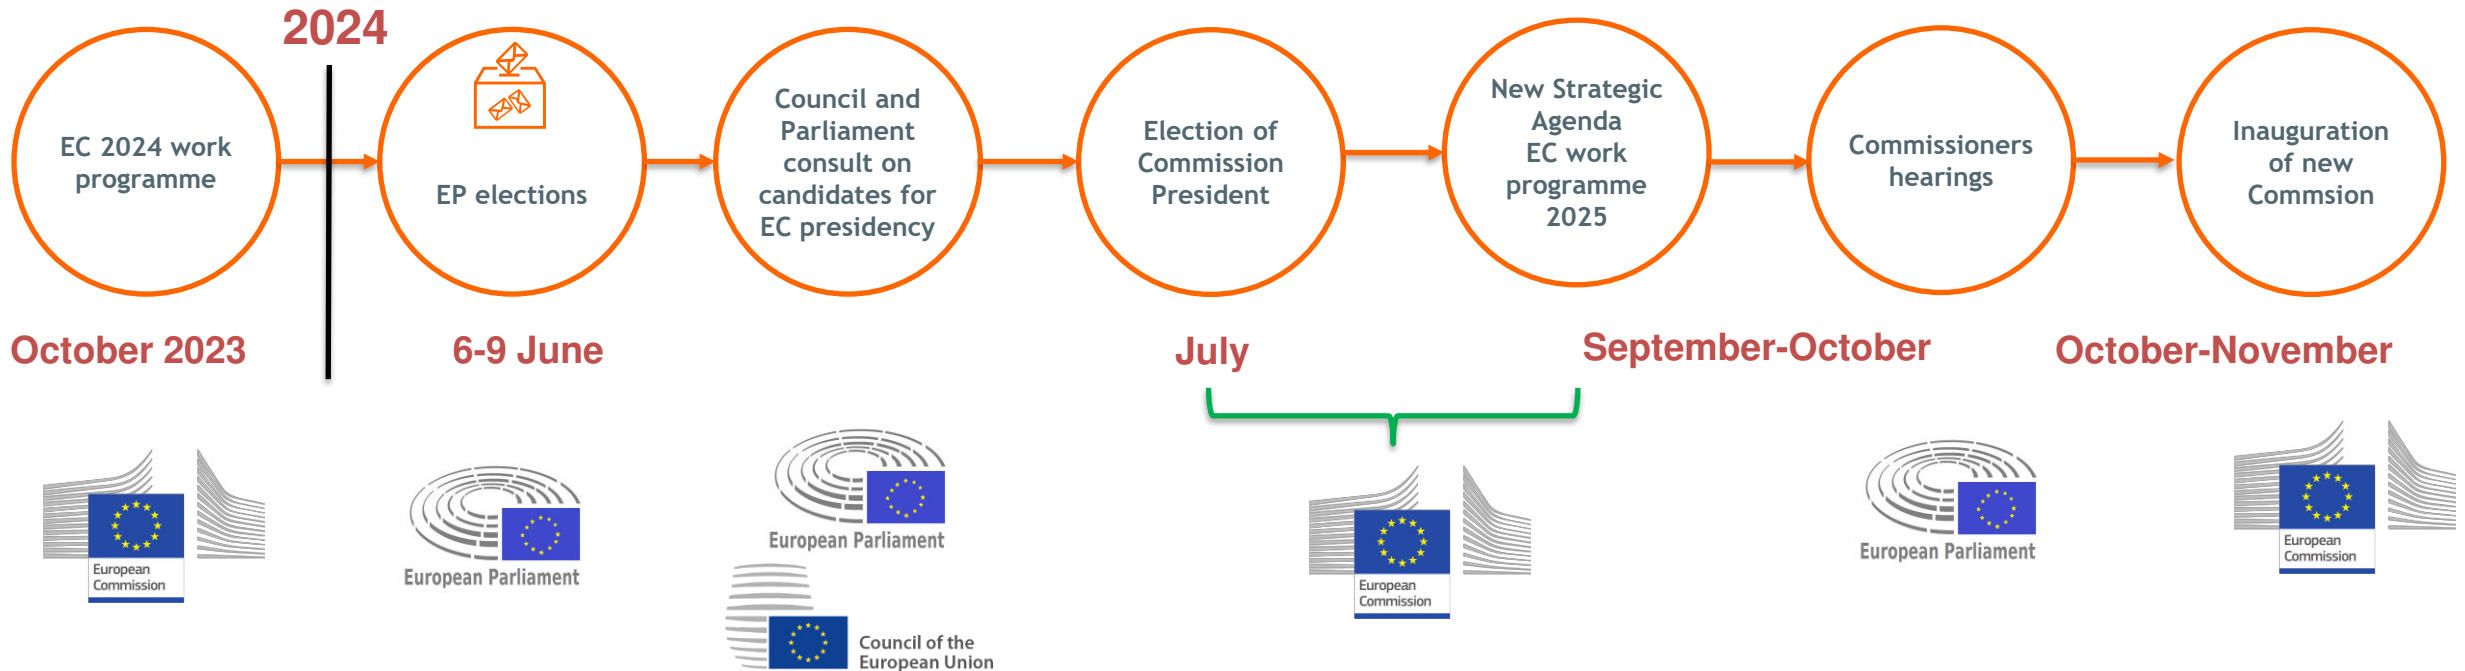 2024
EC 2024 work
programme
EP elections
Council and
Parliament
consult on
candidates for
EC presidency
Election of
Commission
President
New Strategic
Agenda
EC work
programme
2025
Commissioners
hearings
Inauguration
of new
Commsion
October 2023
6-9 June
July
September-October
October-November
European
Commission
European Parliament
European Parliament
Council of the
European Union
European
Commission
European Parliament
European
Commission